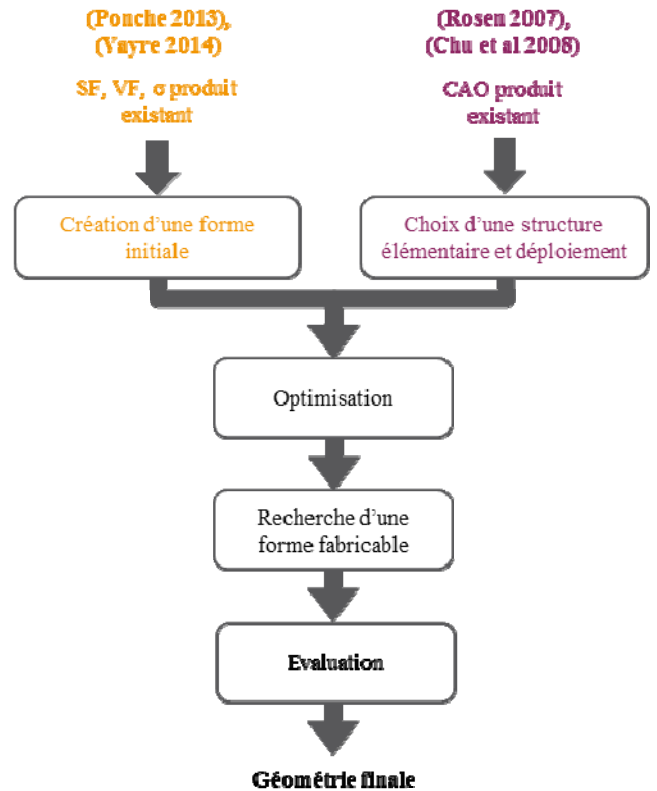 (Ponche 2013),
(Vayre 2014)
SF, VF, σ produit
existant
(Rosen 2007),
(Chu et al 2008)
CAO produit
existant
Création d'une forme
initiale
Choix d'une structure
élémentaire et déploiement
Optimisation
Recherche d'une
forme fabricable
Evaluation
Géométrie finale